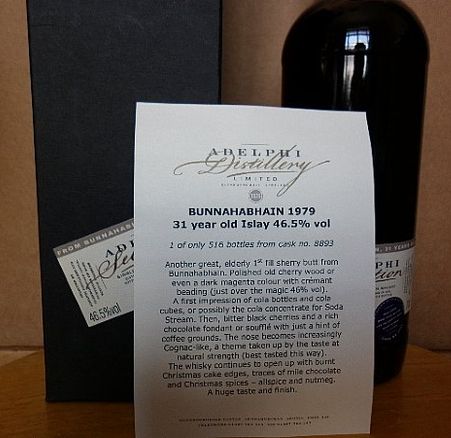 ADELPHI
Distillery
LIMITED
BUNNAHABHAIN 1979
31 year old Islay 46.5% vol
1 of only 516 bottles from cask no. 8893
Another great, elderly 1st fill sherry butt from
Bunnahabhain. Polished old cherry wood or
even a dark magenta colour with crémant
beading (just over the magic 46% vol).
A first impression of cola bottles and cola
cubes, or possibly the cola concentrate for Soda
Stream. Then, bitter black cherries and a rich
chocolate fondant or soufflé with just a hint of
coffee grounds. The nose becomes increasingly
Cognac-like, a theme taken up by the taste at
natural strength (best tasted this way).
The whisky continues to open up with burnt
Christmas cake edges, traces of milk chocolate
and Christmas spices – allspice and nutmeg.
A huge taste and finish.
FROM BUNNAHABH
ADEL
Sele
46.5%vol
PHI
ction